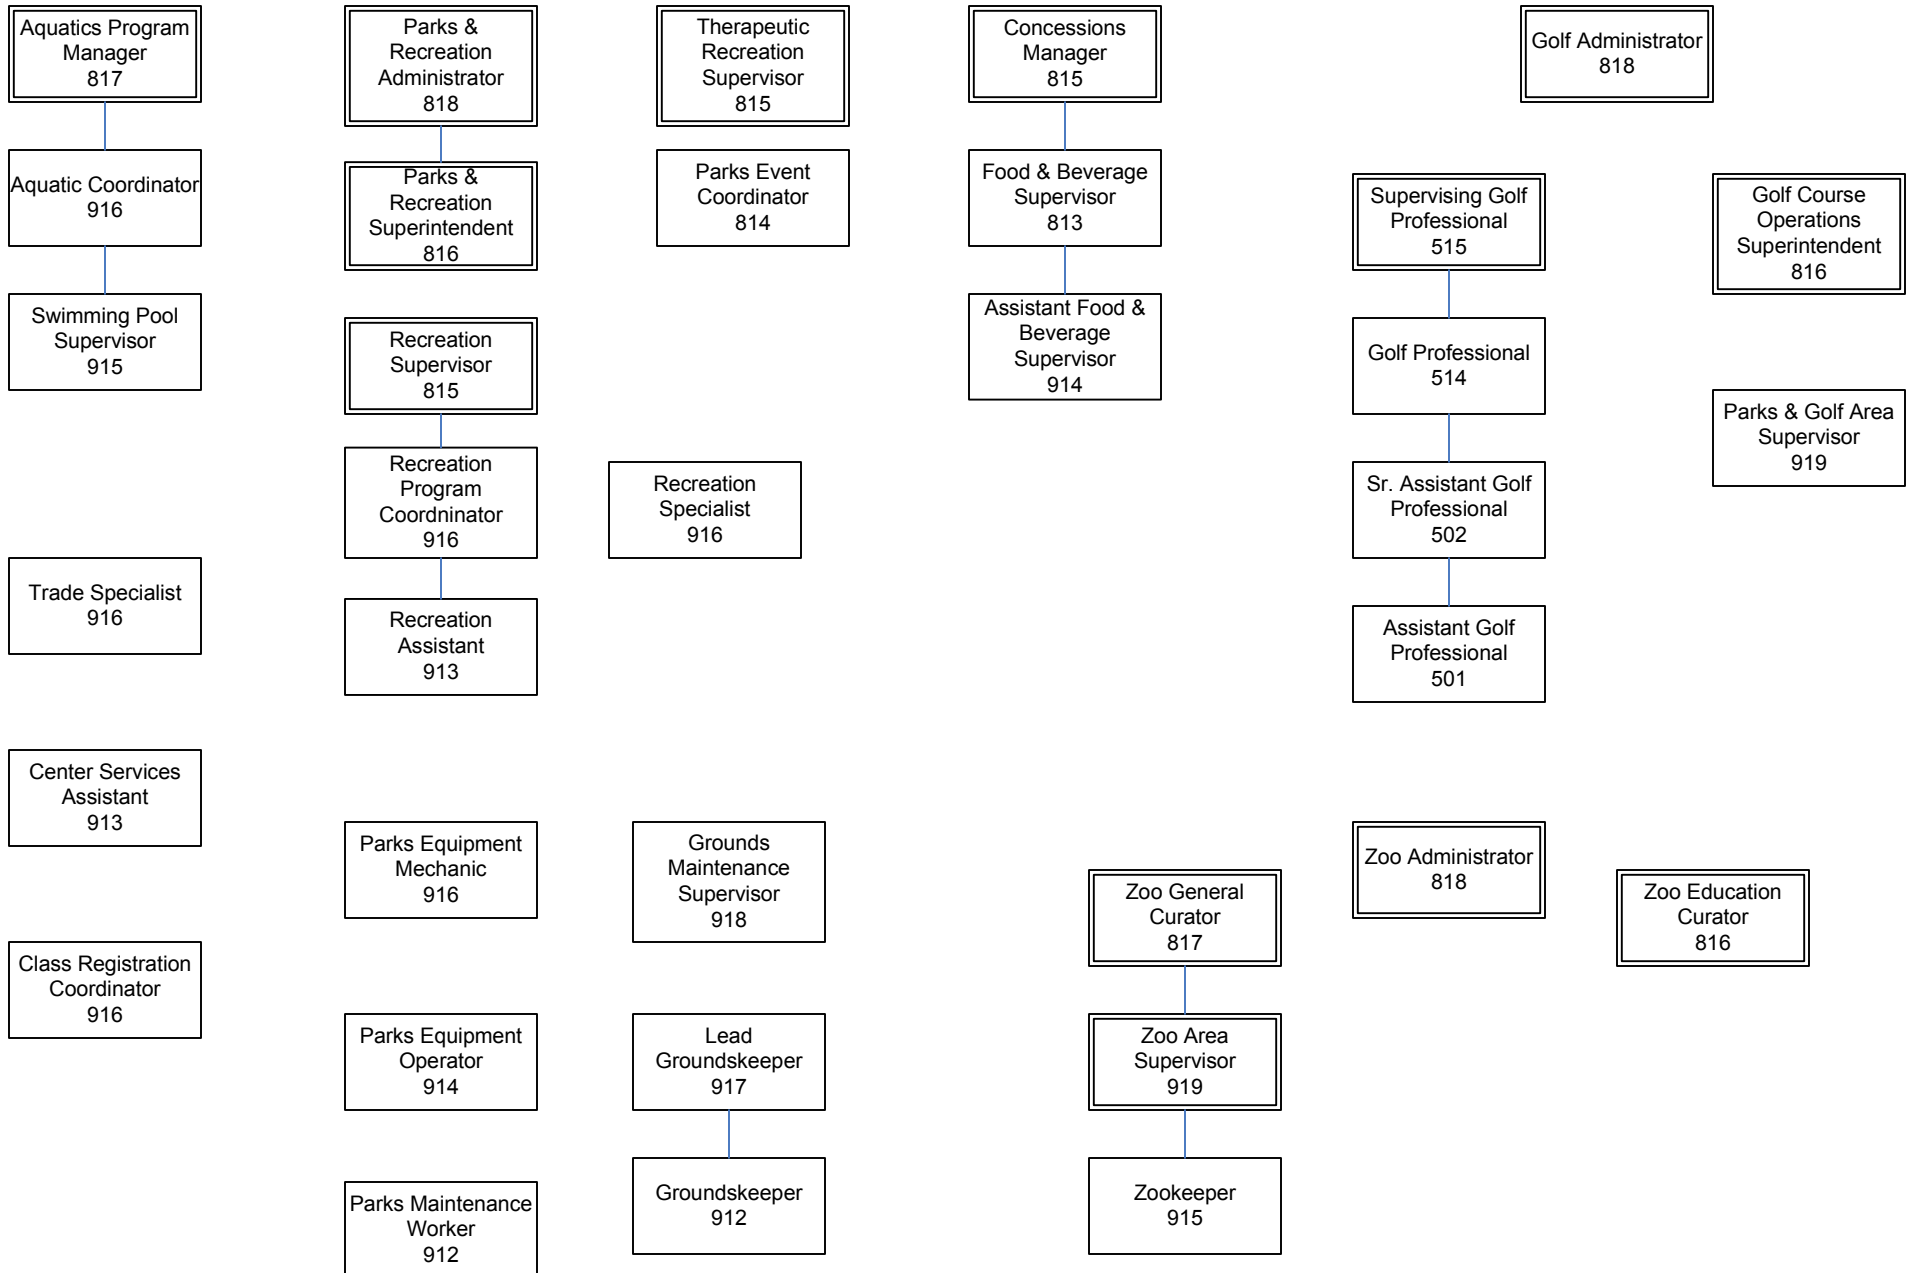 Aquatics Program
Manager
817
Parks &
Recreation
Administrator
818
Therapeutic
Recreation
Supervisor
815
Concessions
Manager
815
Golf Administrator
818
Aquatic Coordinator
916
Parks &
Recreation
Superintendent
816
Parks Event
Coordinator
814
Food & Beverage
Supervisor
813
Supervising Golf
Professional
515
Golf Course
Operations
Superintendent
816
Swimming Pool
Supervisor
915
Recreation
Supervisor
815
Assistant Food &
Beverage
Supervisor
914
Golf Professional
514
Parks & Golf Area
Supervisor
919
Recreation
Program
Coordninator
916
Recreation
Specialist
916
Sr. Assistant Golf
Professional
502
Trade Specialist
916
Recreation
Assistant
913
Assistant Golf
Professional
501
Center Services
Assistant
913
Parks Equipment
Mechanic
916
Grounds
Maintenance
Supervisor
918
Zoo General
Curator
817
Zoo Administrator
818
Zoo Education
Curator
816
Class Registration
Coordinator
916
Parks Equipment
Operator
914
Lead
Groundskeeper
917
Zoo Area
Supervisor
919
Parks Maintenance
Worker
912
Groundskeeper
912
Zookeeper
915